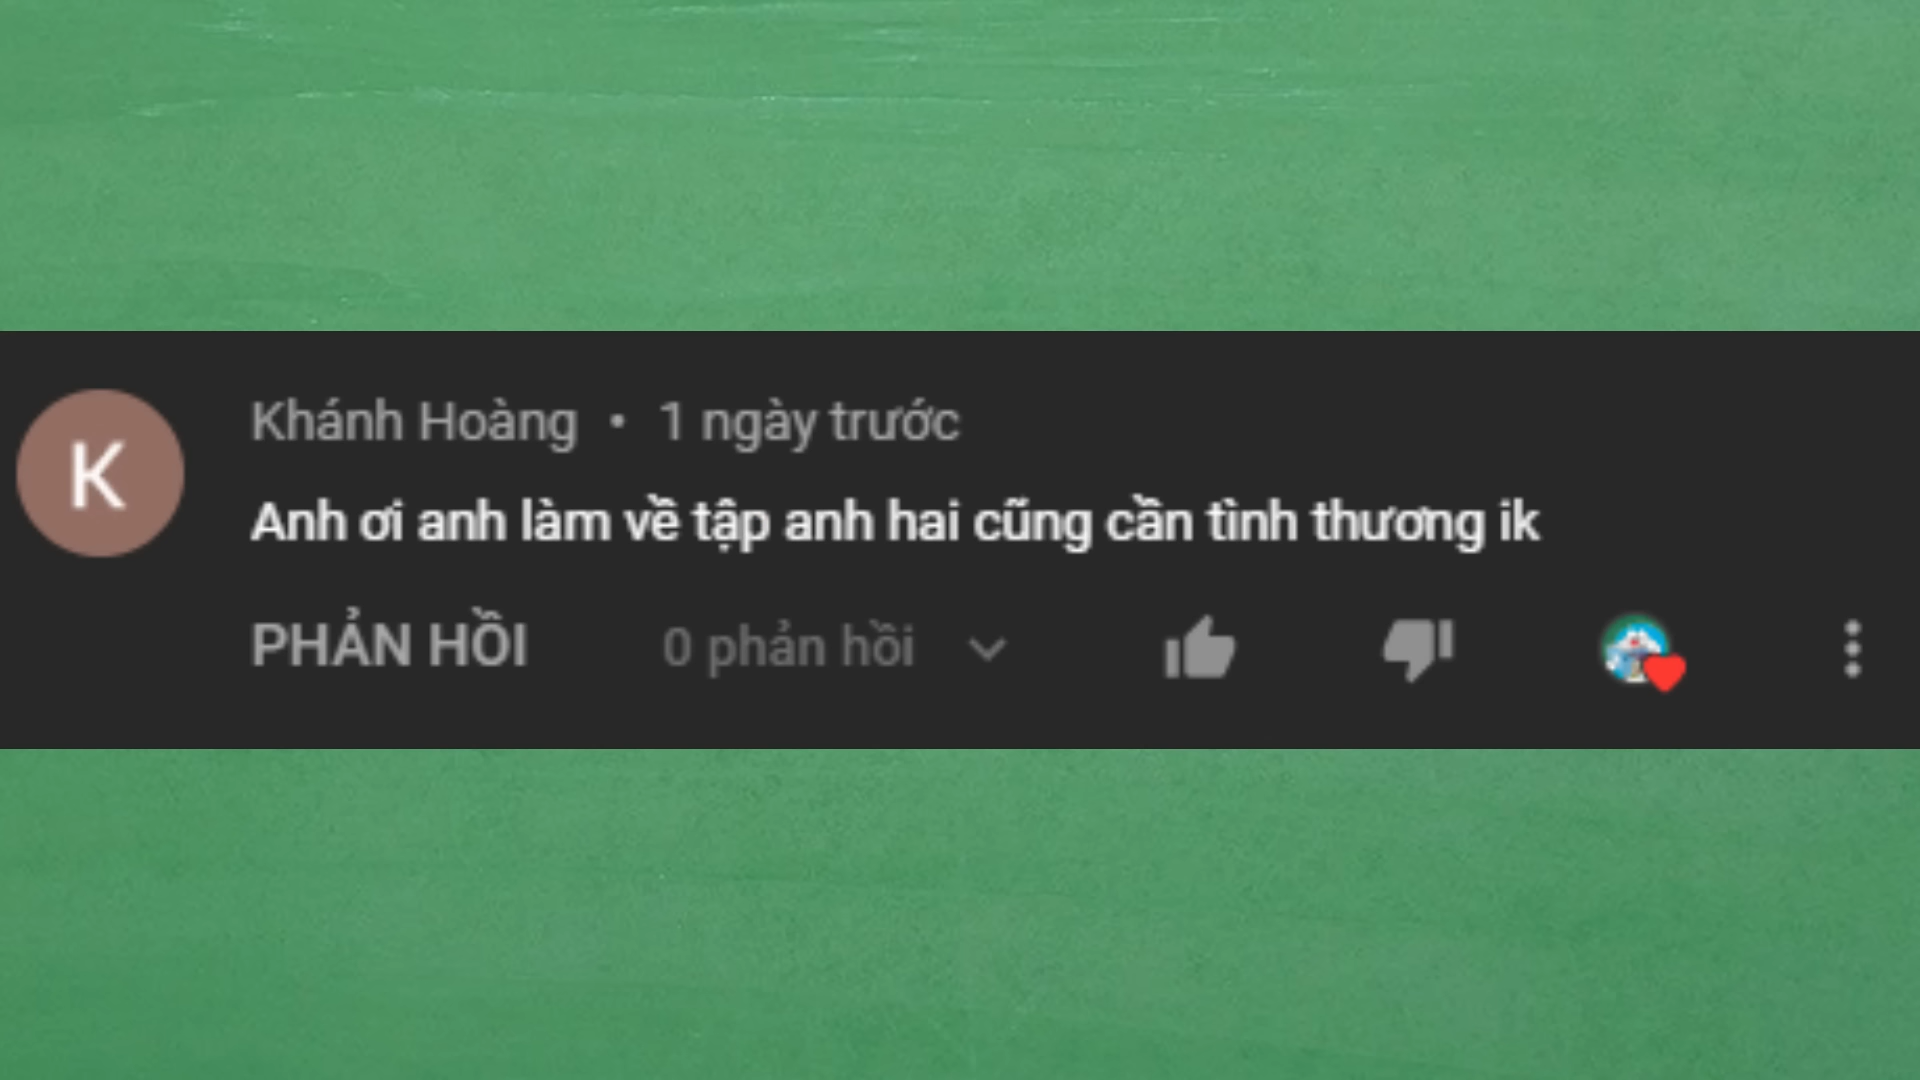 K
Khánh Hoàng • 1 ngày trước
Anh ơi anh làm về tập anh hai cũng cần tình thương ik
PHẢN HỒI 0 phản hồi